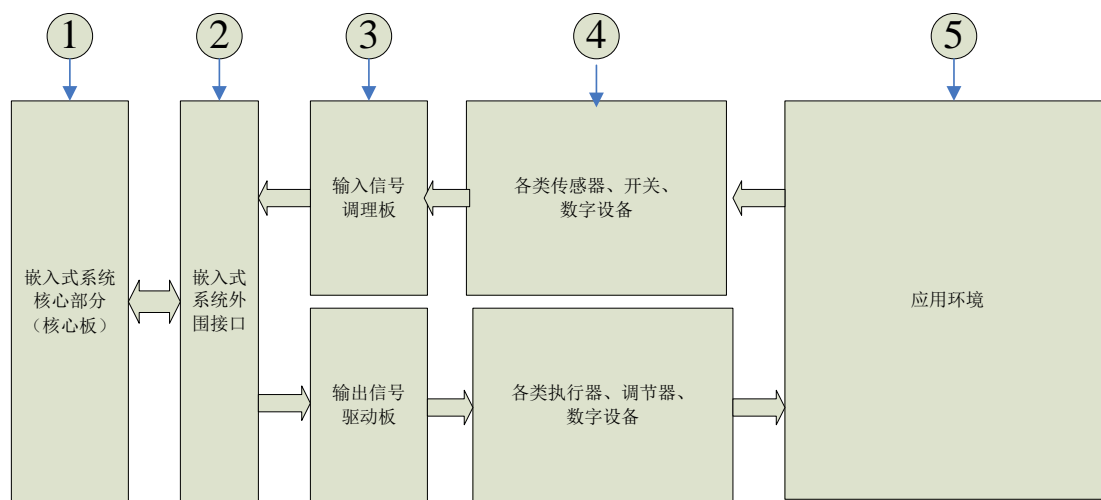 1
2
3
4
5
嵌入式系统
核心部分
（核心板）
嵌入式
系统外
围接口
输入信号
调理板
各类传感器、开关、
数字设备
输出信号
驱动板
各类执行器、调节器、
数字设备
应用环境